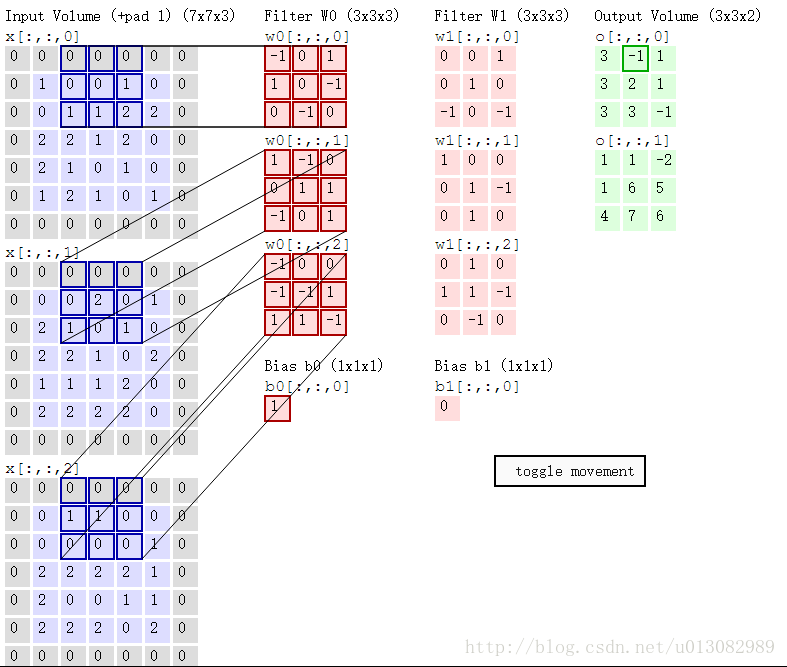 Input Volume (+pad 1) (7x7x3)
x[:,:,0]
0 0 0 0 0 0 0
0 1 0 0 1 0 0
0 0 1 1 2 2 0
0 2 2 1 2 0 0
0 2 1 0 1 0 0
0 1 2 1 0 1 0
0 0 0 0 0 0 0
x[:,:,1]
0 0 0 0 0 0 0
0 0 0 2 0 1 0
0 2 1 0 1 0 0
0 2 2 1 0 2 0
0 1 1 1 2 0 0
0 2 2 2 2 0 0
0 0 0 0 0 0 0
x[:,:,2]
0 0 0 0 0 0 0
0 0 1 1 0 0 0
0 0 0 0 0 1 0
0 2 2 2 2 1 0
0 2 0 0 1 1 0
0 2 2 2 0 2 0
0 0 0 0 0 0 0
Filter W0 (3x3x3)
w0[:,:,0]
-1 0 1
1 0 -1
0 -1 0
w0[:,:,1]
1 -1 0
0 1 1
-1 0 1
w0[:,:,2]
-1 0 0
-1 -1 1
1 1 -1
Bias b0 (1x1x1)
b0[:,:,0]
1
Filter W1 (3x3x3)
w1[:,:,0]
0 0 1
0 1 0
-1 0 -1
w1[:,:,1]
1 0 0
0 1 -1
0 1 0
w1[:,:,2]
0 1 0
1 1 -1
0 -1 0
Bias b1 (1x1x1)
b1[:,:,0]
0
Output Volume (3x3x2)
o[:,:,0]
3 -1 1
3 2 1
3 3 -1
o[:,:,1]
1 1 -2
1 6 5
4 7 6
toggle movement
http://blog.csdn.net/u013082989